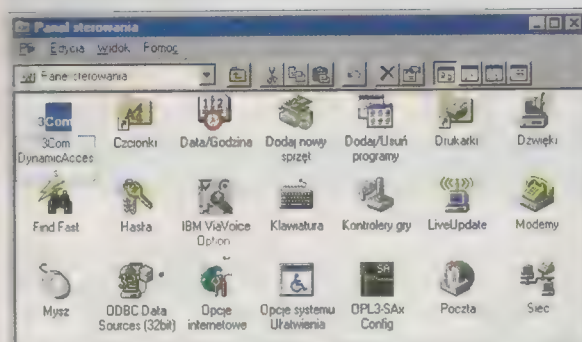 Panel sterowania
Plik Edycja Widok Pomoc
Panel sterowania
3Com
3Com DynamicAcces
Czcionki
Data/Godzina
Dodaj nowy sprzęt
Dodaj/Usuń programy
Drukarki
Dźwięki
Find Fast
Hasła
IBM ViaVoice Option
Klawiatura
Kontrolery gry
LiveUpdate
Modemy
Mysz
ODBC Data Sources (32bit)
Opcje internetowe
Opcje systemu Ułatwienia
SA
OPL3-SAx Config
Poczta
Sieć